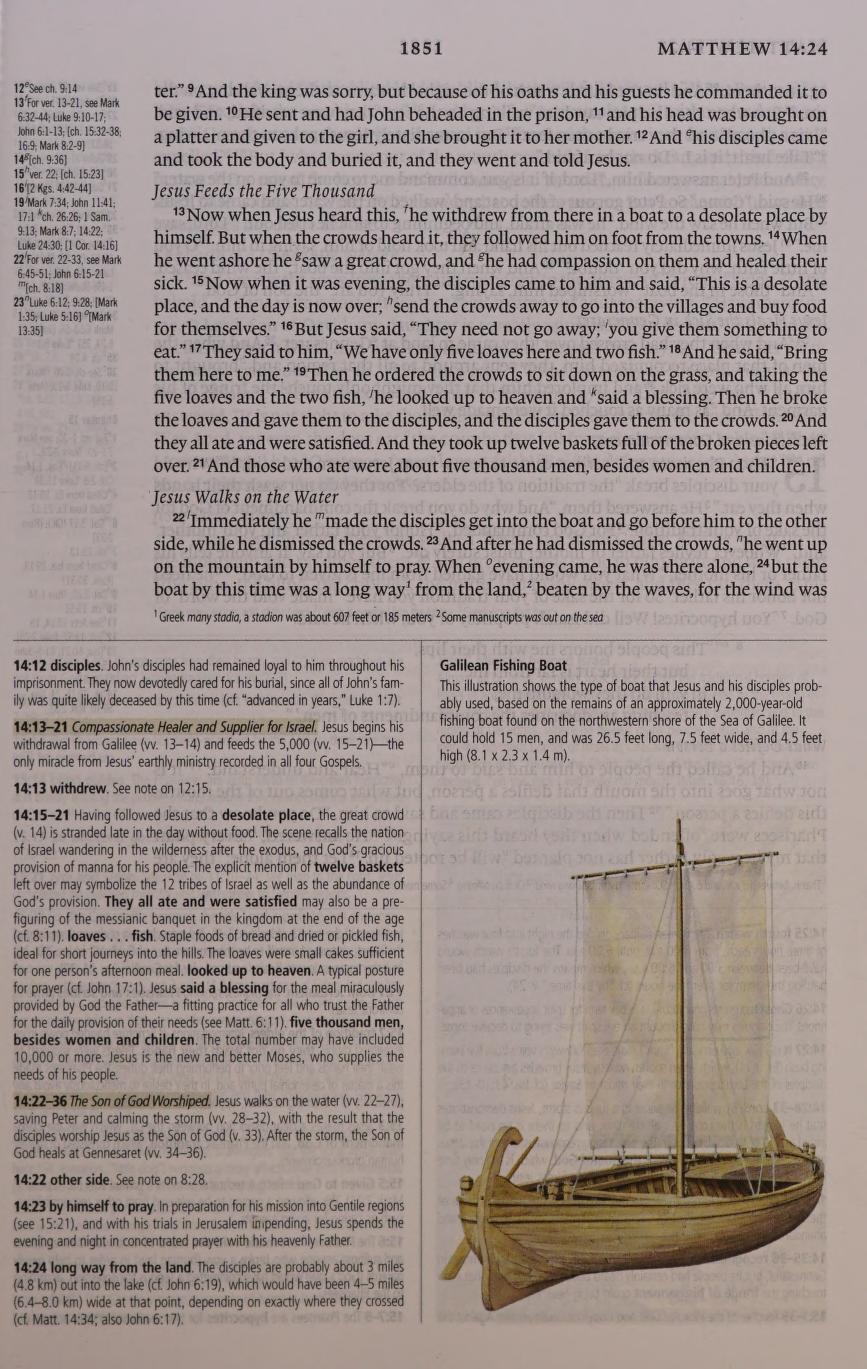 1851
MATTHEW 14:24
12ᵉSee ch. 9:14
13ᶠFor ver. 13-21, see Mark
6:32-44; Luke 9:10-17;
John 6:1-13; [ch. 15:32-38;
16:9; Mark 8:2-9]
14ᵍ[ch. 9:36]
15ʰver. 22; [ch. 15:23]
16ⁱ[2 Kgs. 4:42-44]
19ʲMark 7:34; John 11:41;
17:1 ᵏch. 26:26; 1 Sam.
9:13; Mark 8:7; 14:22;
Luke 24:30; [1 Cor. 14:16]
22ˡFor ver. 22-33, see Mark
6:45-51; John 6:15-21
ᵐ[ch. 8:18]
23ⁿLuke 6:12; 9:28; [Mark
1:35; Luke 5:16] ᵒ[Mark
13:35]
ter.” ⁹And the king was sorry, but because of his oaths and his guests he commanded it to
be given. ¹⁰He sent and had John beheaded in the prison, ¹¹and his head was brought on
a platter and given to the girl, and she brought it to her mother. ¹²And ᵉhis disciples came
and took the body and buried it, and they went and told Jesus.
Jesus Feeds the Five Thousand
¹³Now when Jesus heard this, ᶠhe withdrew from there in a boat to a desolate place by
himself. But when the crowds heard it, they followed him on foot from the towns. ¹⁴When
he went ashore he ᵍsaw a great crowd, and ᵍhe had compassion on them and healed their
sick. ¹⁵Now when it was evening, the disciples came to him and said, “This is a desolate
place, and the day is now over; ʰsend the crowds away to go into the villages and buy food
for themselves.” ¹⁶But Jesus said, “They need not go away; ⁱyou give them something to
eat.” ¹⁷They said to him, “We have only five loaves here and two fish.” ¹⁸And he said, “Bring
them here to me.” ¹⁹Then he ordered the crowds to sit down on the grass, and taking the
five loaves and the two fish, ʲhe looked up to heaven and ᵏsaid a blessing. Then he broke
the loaves and gave them to the disciples, and the disciples gave them to the crowds. ²⁰And
they all ate and were satisfied. And they took up twelve baskets full of the broken pieces left
over. ²¹And those who ate were about five thousand men, besides women and children.
Jesus Walks on the Water
²²ˡImmediately he ᵐmade the disciples get into the boat and go before him to the other
side, while he dismissed the crowds. ²³And after he had dismissed the crowds, ⁿhe went up
on the mountain by himself to pray. When ᵒevening came, he was there alone, ²⁴but the
boat by this time was a long way¹ from the land,² beaten by the waves, for the wind was
¹Greek many stadia, a stadion was about 607 feet or 185 meters ²Some manuscripts was out on the sea
14:12 disciples. John’s disciples had remained loyal to him throughout his
imprisonment. They now devotedly cared for his burial, since all of John’s fam-
ily was quite likely deceased by this time (cf. “advanced in years,” Luke 1:7).
14:13–21 Compassionate Healer and Supplier for Israel. Jesus begins his
withdrawal from Galilee (vv. 13–14) and feeds the 5,000 (vv. 15–21)—the
only miracle from Jesus’ earthly ministry recorded in all four Gospels.
14:13 withdrew. See note on 12:15.
14:15–21 Having followed Jesus to a desolate place, the great crowd
(v. 14) is stranded late in the day without food. The scene recalls the nation
of Israel wandering in the wilderness after the exodus, and God’s gracious
provision of manna for his people. The explicit mention of twelve baskets
left over may symbolize the 12 tribes of Israel as well as the abundance of
God’s provision. They all ate and were satisfied may also be a pre-
figuring of the messianic banquet in the kingdom at the end of the age
(cf. 8:11). loaves . . . fish. Staple foods of bread and dried or pickled fish,
ideal for short journeys into the hills. The loaves were small cakes sufficient
for one person’s afternoon meal. looked up to heaven. A typical posture
for prayer (cf. John 17:1). Jesus said a blessing for the meal miraculously
provided by God the Father—a fitting practice for all who trust the Father
for the daily provision of their needs (see Matt. 6:11). five thousand men,
besides women and children. The total number may have included
10,000 or more. Jesus is the new and better Moses, who supplies the
needs of his people.
14:22–36 The Son of God Worshiped. Jesus walks on the water (vv. 22–27),
saving Peter and calming the storm (vv. 28–32), with the result that the
disciples worship Jesus as the Son of God (v. 33). After the storm, the Son of
God heals at Gennesaret (vv. 34–36).
14:22 other side. See note on 8:28.
14:23 by himself to pray. In preparation for his mission into Gentile regions
(see 15:21), and with his trials in Jerusalem impending, Jesus spends the
evening and night in concentrated prayer with his heavenly Father.
14:24 long way from the land. The disciples are probably about 3 miles
(4.8 km) out into the lake (cf. John 6:19), which would have been 4–5 miles
(6.4–8.0 km) wide at that point, depending on exactly where they crossed
(cf. Matt. 14:34; also John 6:17).
Galilean Fishing Boat
This illustration shows the type of boat that Jesus and his disciples prob-
ably used, based on the remains of an approximately 2,000-year-old
fishing boat found on the northwestern shore of the Sea of Galilee. It
could hold 15 men, and was 26.5 feet long, 7.5 feet wide, and 4.5 feet
high (8.1 x 2.3 x 1.4 m).